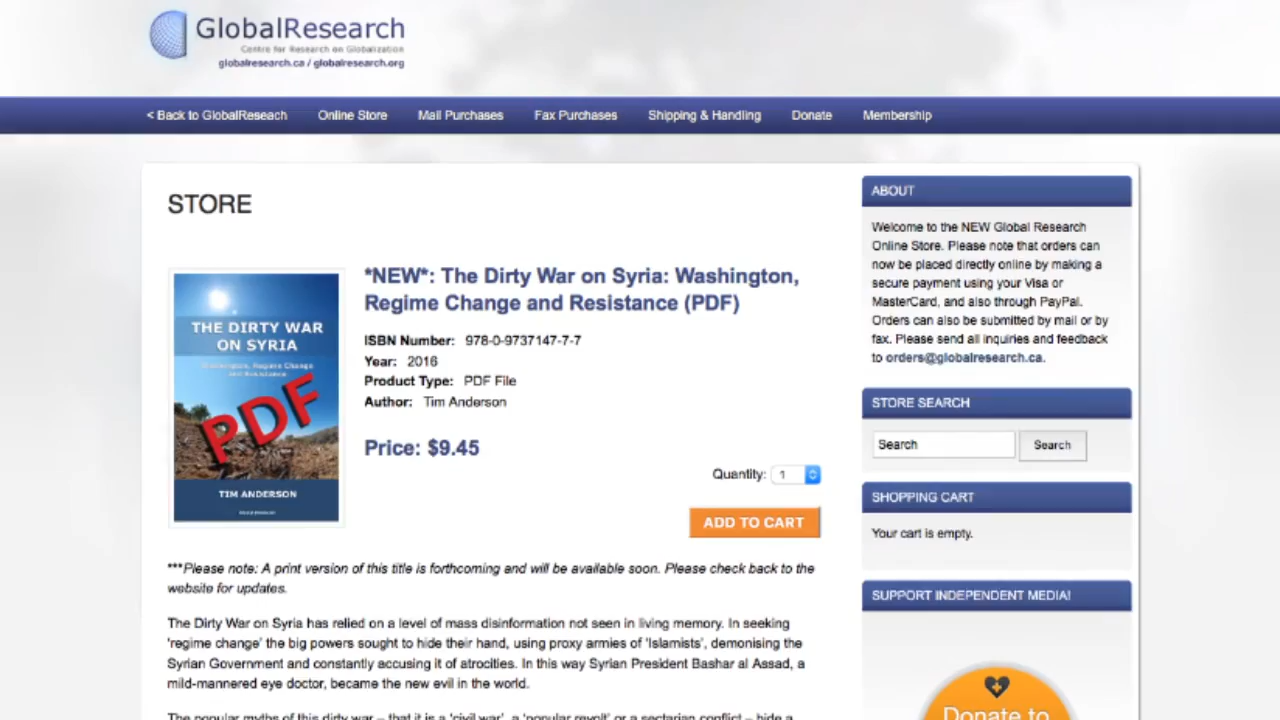 GlobalResearch
Centre for Research on Globalization
globalresearch.ca / globalresearch.org
< Back to GlobalReseach
Online Store
Mail Purchases
Fax Purchases
Shipping & Handling
Donate
Membership
STORE
THE DIRTY WAR
ON SYRIA
Washington, Regime Change
and Resistance
PDF
TIM ANDERSON
*NEW*: The Dirty War on Syria: Washington,
Regime Change and Resistance (PDF)
ISBN Number: 978-0-9737147-7-7
Year: 2016
Product Type: PDF File
Author: Tim Anderson
Price: $9.45
Quantity: 1
ADD TO CART
***Please note: A print version of this title is forthcoming and will be available soon. Please check back to the
website for updates.
The Dirty War on Syria has relied on a level of mass disinformation not seen in living memory. In seeking
'regime change' the big powers sought to hide their hand, using proxy armies of 'Islamists', demonising the
Syrian Government and constantly accusing it of atrocities. In this way Syrian President Bashar al Assad, a
mild-mannered eye doctor, became the new evil in the world.
The popular myths of this dirty war – that it is a 'civil war', a 'popular revolt' or a sectarian conflict – hide a
ABOUT
Welcome to the NEW Global Research
Online Store. Please note that orders can
now be placed directly online by making a
secure payment using your Visa or
MasterCard, and also through PayPal.
Orders can also be submitted by mail or by
fax. Please send all inquiries and feedback
to orders@globalresearch.ca.
STORE SEARCH
Search
Search
SHOPPING CART
Your cart is empty.
SUPPORT INDEPENDENT MEDIA!
Donate to